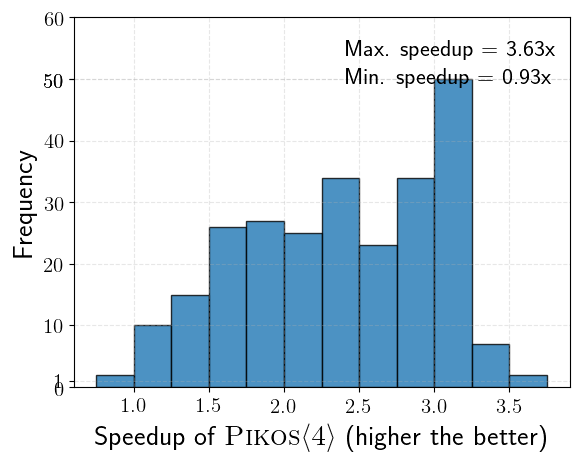 Max. speedup = 3.63x
Min. speedup = 0.93x
60
50
40
30
20
10
1
0
Frequency
1.0 1.5 2.0 2.5 3.0 3.5
Speedup of PIKOS⟨4⟩ (higher the better)